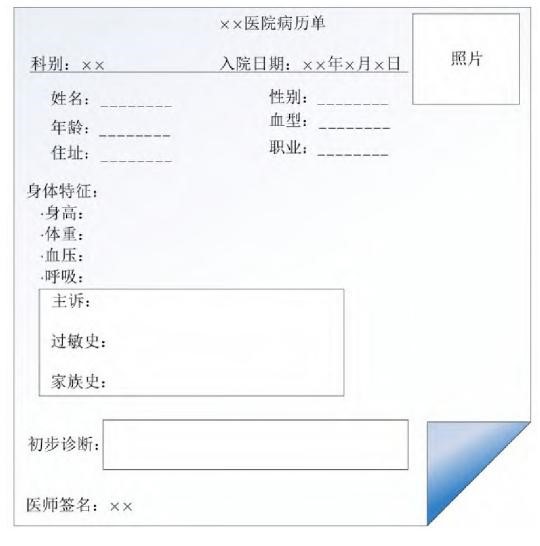 ××医院病历单
照片
科别：×× 入院日期：××年×月×日
姓名：________ 性别：________
年龄：________ 血型：________
住址：________ 职业：________
身体特征：
·身高：
·体重：
·血压：
·呼吸：
主诉：
过敏史：
家族史：
初步诊断：
医师签名：××